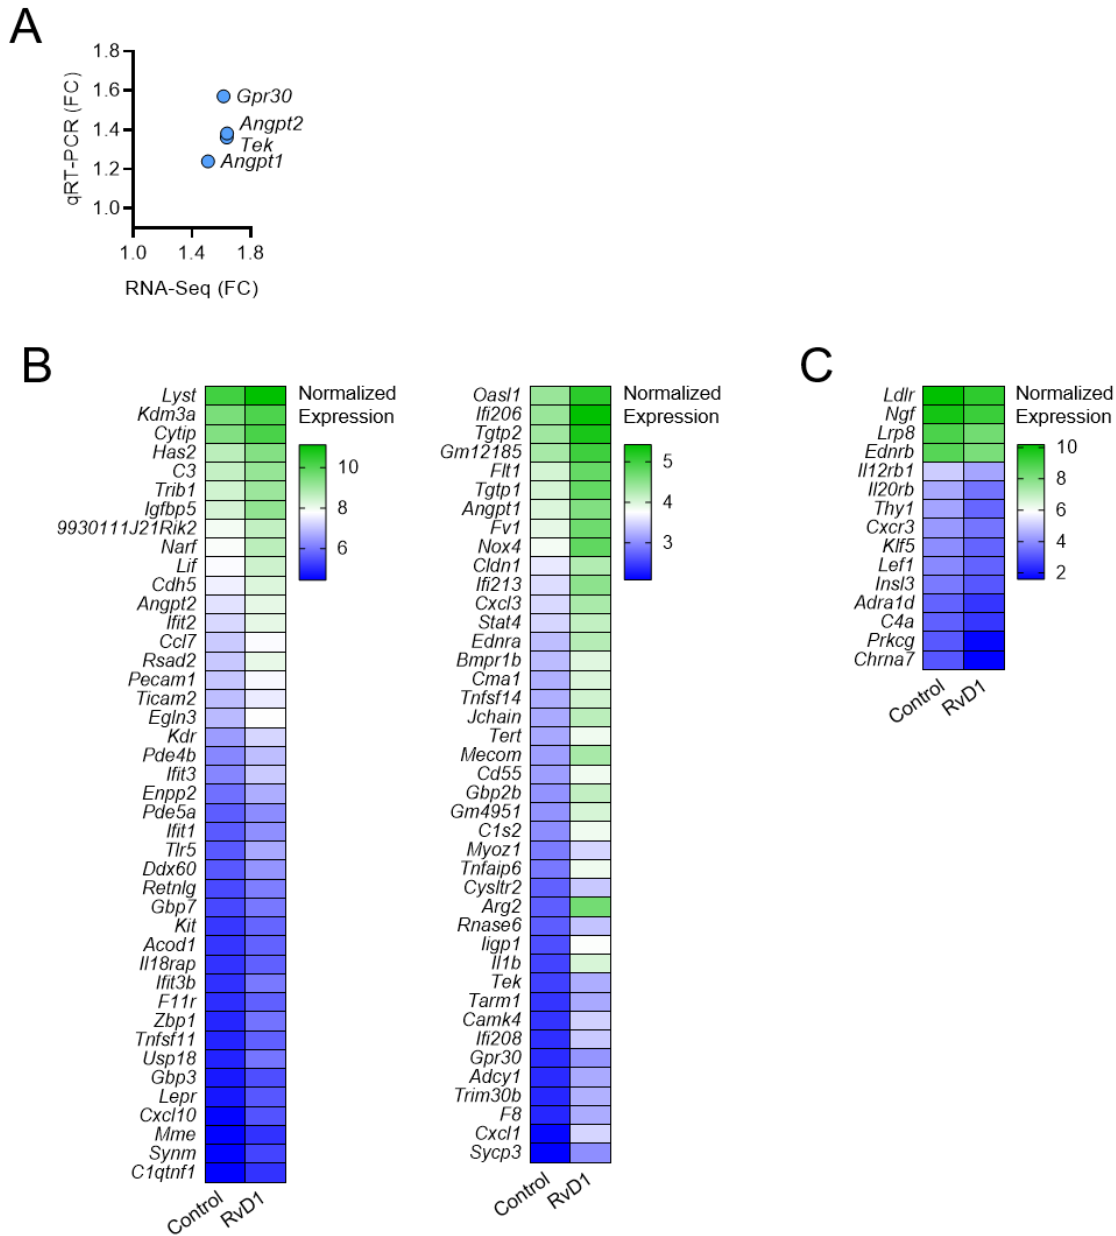 A
1.8
1.6
1.4
1.2
1.0
qRT-PCR (FC)
Gpr30
Angpt2
Tek
Angpt1
1.0 1.4 1.8
RNA-Seq (FC)
B
Lyst
Kdm3a
Cytip
Has2
C3
Trib1
Igfbp5
9930111J21Rik2
Narf
Lif
Cdh5
Angpt2
Ifit2
Ccl7
Rsad2
Pecam1
Ticam2
Egln3
Kdr
Pde4b
Ifit3
Enpp2
Pde5a
Ifit1
Tlr5
Ddx60
Retnlg
Gbp7
Kit
Acod1
Il18rap
Ifit3b
F11r
Zbp1
Tnfsf11
Usp18
Gbp3
Lepr
Cxcl10
Mme
Synm
C1qtnf1
Control RvD1
Normalized
Expression
10
8
6
Oasl1
Ifi206
Tgtp2
Gm12185
Flt1
Tgtp1
Angpt1
Fv1
Nox4
Cldn1
Ifi213
Cxcl3
Stat4
Ednra
Bmpr1b
Cma1
Tnfsf14
Jchain
Tert
Mecom
Cd55
Gbp2b
Gm4951
C1s2
Myoz1
Tnfaip6
Cysltr2
Arg2
Rnase6
Iigp1
Il1b
Tek
Tarm1
Camk4
Ifi208
Gpr30
Adcy1
Trim30b
F8
Cxcl1
Sycp3
Control RvD1
Normalized
Expression
5
4
3
C
Ldlr
Ngf
Lrp8
Ednrb
Il12rb1
Il20rb
Thy1
Cxcr3
Klf5
Lef1
Insl3
Adra1d
C4a
Prkcg
Chrna7
Control RvD1
Normalized
Expression
10
8
6
4
2